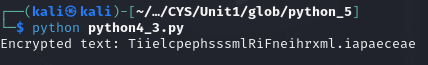 ┌──(kali㉿kali)-[~/…/CYS/Unit1/glob/python_5]
└─$ python python4_3.py
Encrypted text: TiielcpephsssmlRiFneihrxml.iapaeceae